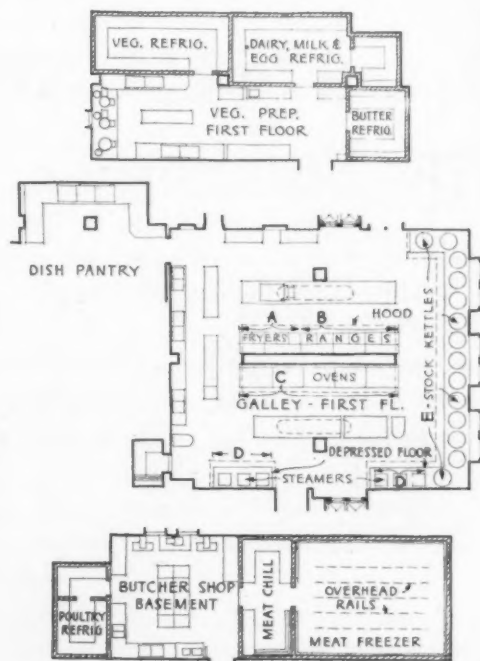 VEG. REFRIG.
DAIRY, MILK &
EGG REFRIG.
VEG. PREP.
FIRST FLOOR
BUTTER
REFRIG.
DISH PANTRY
A
B
HOOD
FRYERS
RANGES
C
OVENS
GALLEY - FIRST FL.
E-STOCK KETTLES
D
DEPRESSED FLOOR
STEAMERS
D
BUTCHER SHOP
BASEMENT
POULTRY
REFRIG
MEAT CHILL
OVERHEAD
RAILS
MEAT FREEZER